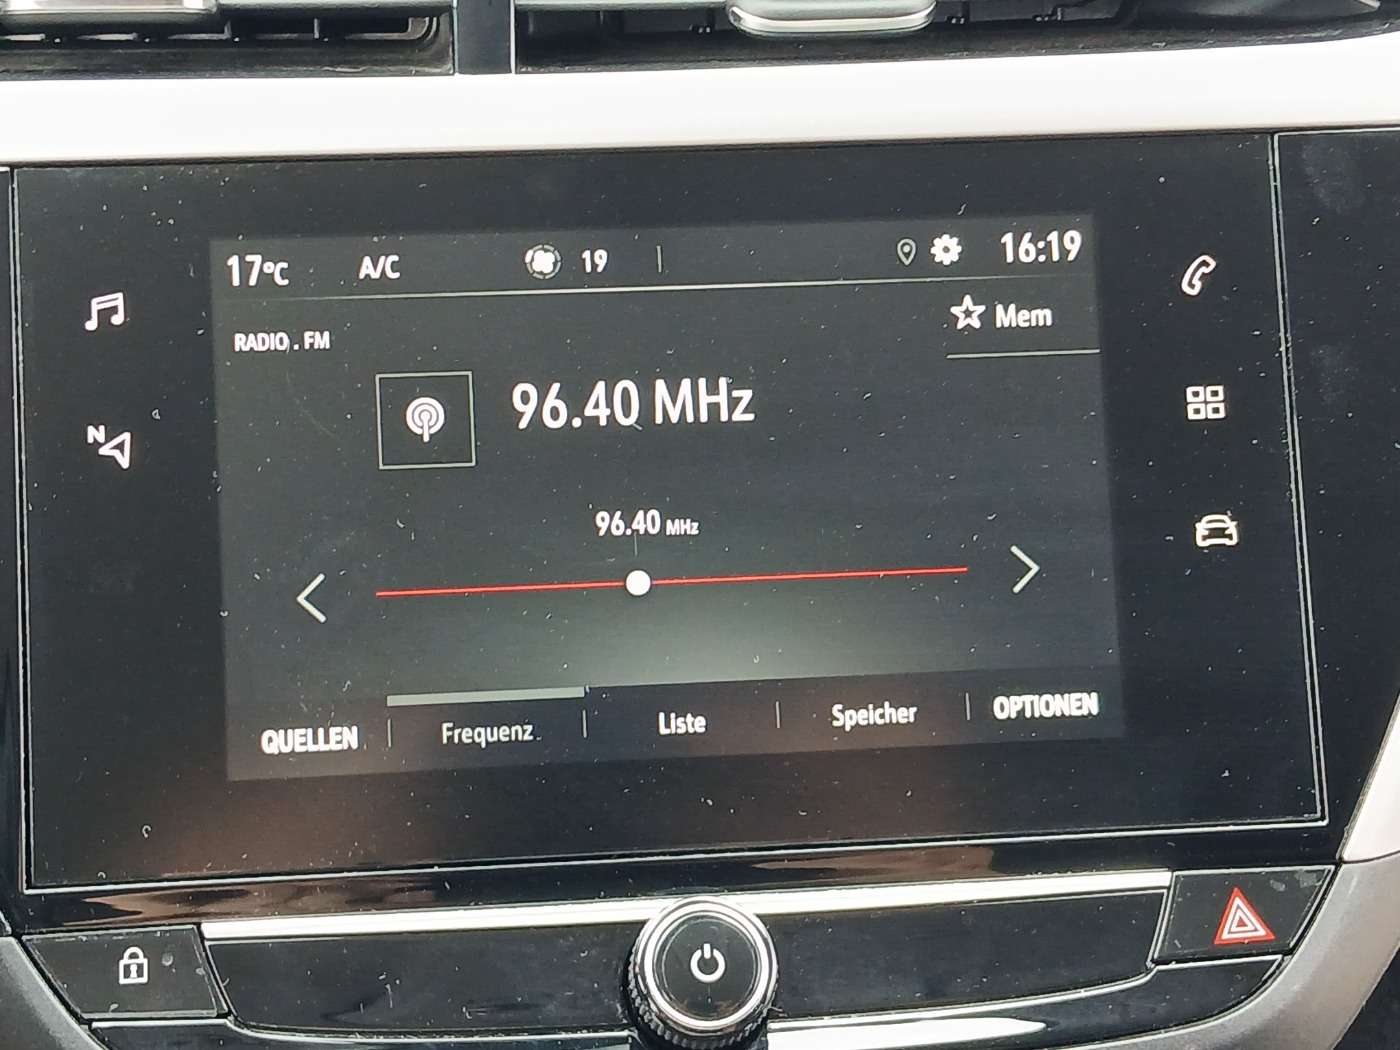 17°C A/C 19 16:19
Mem
RADIO . FM
96.40 MHz
N
96.40 MHz
QUELLEN Frequenz Liste Speicher OPTIONEN